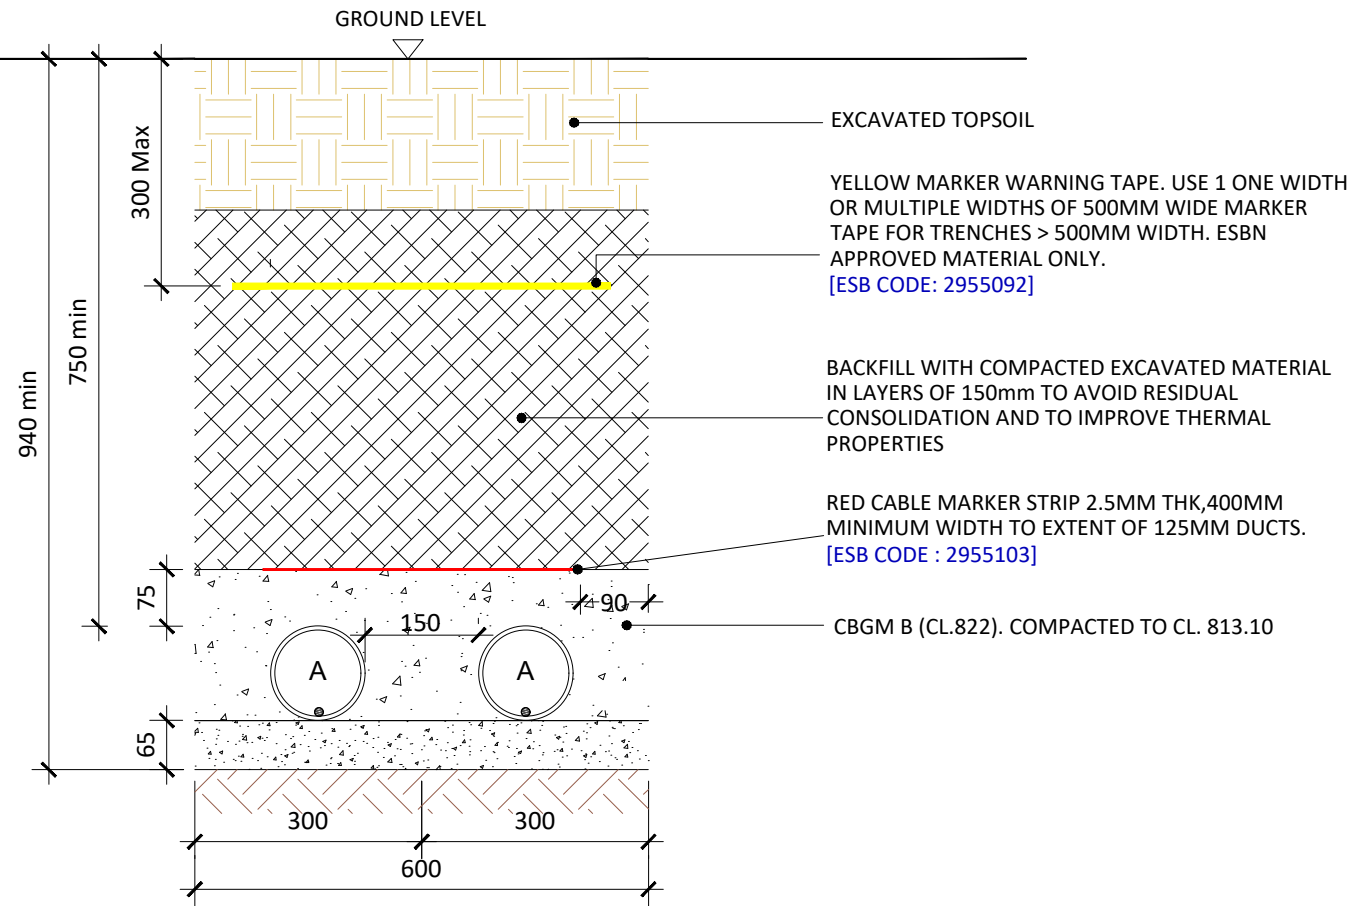 GROUND LEVEL
EXCAVATED TOPSOIL
300 Max
YELLOW MARKER WARNING TAPE. USE 1 ONE WIDTH
OR MULTIPLE WIDTHS OF 500MM WIDE MARKER
TAPE FOR TRENCHES > 500MM WIDTH. ESBN
APPROVED MATERIAL ONLY.
[ESB CODE: 2955092]
750 min
940 min
BACKFILL WITH COMPACTED EXCAVATED MATERIAL
IN LAYERS OF 150mm TO AVOID RESIDUAL
CONSOLIDATION AND TO IMPROVE THERMAL
PROPERTIES
RED CABLE MARKER STRIP 2.5MM THK,400MM
MINIMUM WIDTH TO EXTENT OF 125MM DUCTS.
[ESB CODE : 2955103]
75
90
150
CBGM B (CL.822). COMPACTED TO CL. 813.10
A
A
65
300
300
600